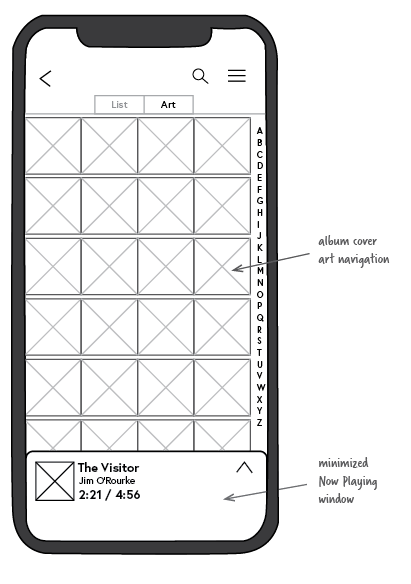 List
Art
A
B
C
D
E
F
G
H
I
J
K
L
M
N
O
P
Q
R
S
T
U
V
W
X
Y
Z
album cover
art navigation
The Visitor
Jim O'Rourke
2:21 / 4:56
minimized
Now Playing
window